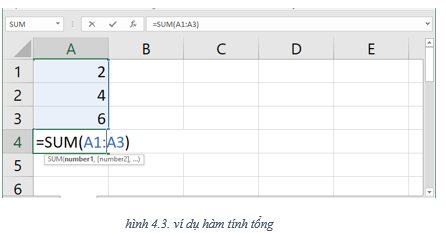 SUM
=SUM(A1:A3)
A B C D E
1 2
2 4
3 6
4 =SUM(A1:A3)
SUM(number1, [number2], ...)
5
6
hình 4.3. ví dụ hàm tính tổng